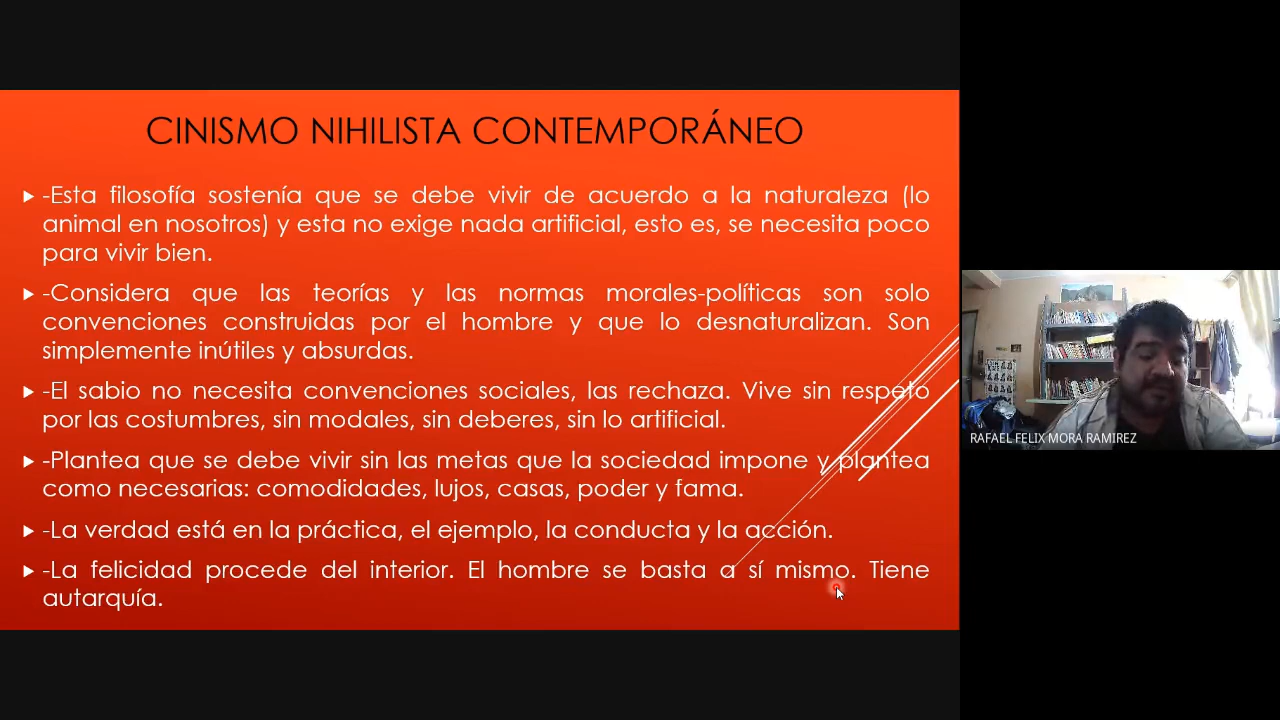 CINISMO NIHILISTA CONTEMPORÁNEO
-Esta filosofía sostenía que se debe vivir de acuerdo a la naturaleza (lo
animal en nosotros) y esta no exige nada artificial, esto es, se necesita poco
para vivir bien.
-Considera que las teorías y las normas morales-políticas son solo
convenciones construidas por el hombre y que lo desnaturalizan. Son
simplemente inútiles y absurdas.
-El sabio no necesita convenciones sociales, las rechaza. Vive sin respeto
por las costumbres, sin modales, sin deberes, sin lo artificial.
-Plantea que se debe vivir sin las metas que la sociedad impone y plantea
como necesarias: comodidades, lujos, casas, poder y fama.
-La verdad está en la práctica, el ejemplo, la conducta y la acción.
-La felicidad procede del interior. El hombre se basta a sí mismo. Tiene
autarquía.
RAFAEL FELIX MORA RAMIREZ